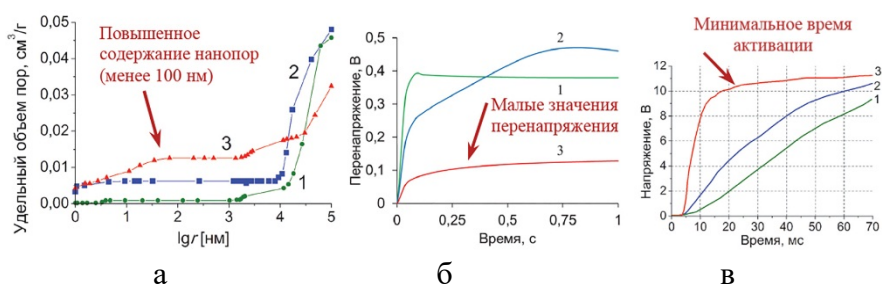 Удельный объем пор, см³/г
0,05
0,04
0,03
0,02
0,01
0,00
Повышенное
содержание нанопор
(менее 100 нм)
2
3
1
0
1
2
3
4
5
lgr[нм]
а
Перенапряжение, В
0,5
0,4
0,3
0,2
0,1
0
2
1
Малые значения
перенапряжения
3
0
0,25
0,5
0,75
1
Время, с
б
Минимальное время
активации
Напряжение, В
12
10
8
6
4
2
0
3
2
1
0
10
20
30
40
50
60
70
Время, мс
в